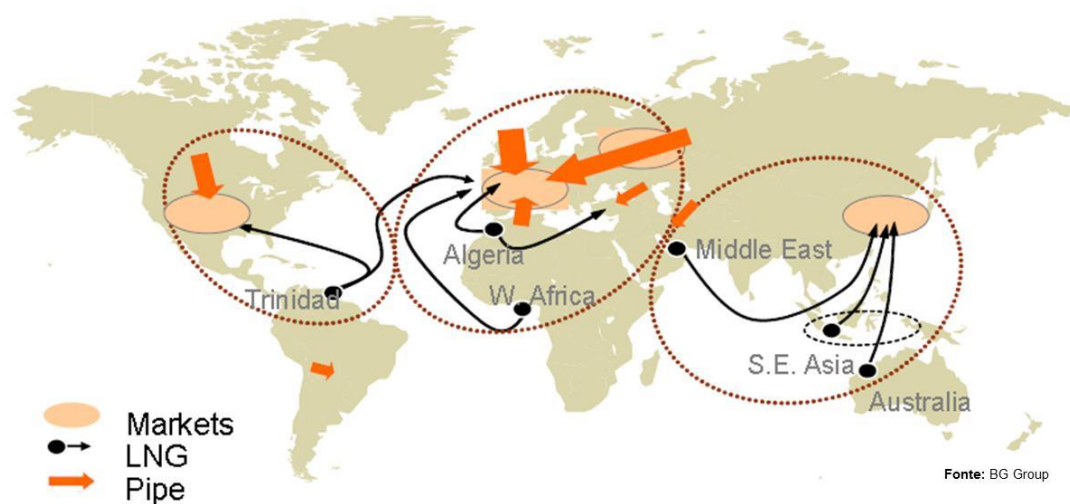 Algeria
Middle East
Trinidad
W. Africa
S.E. Asia
Australia
Markets
LNG
Pipe
Fonte: BG Group